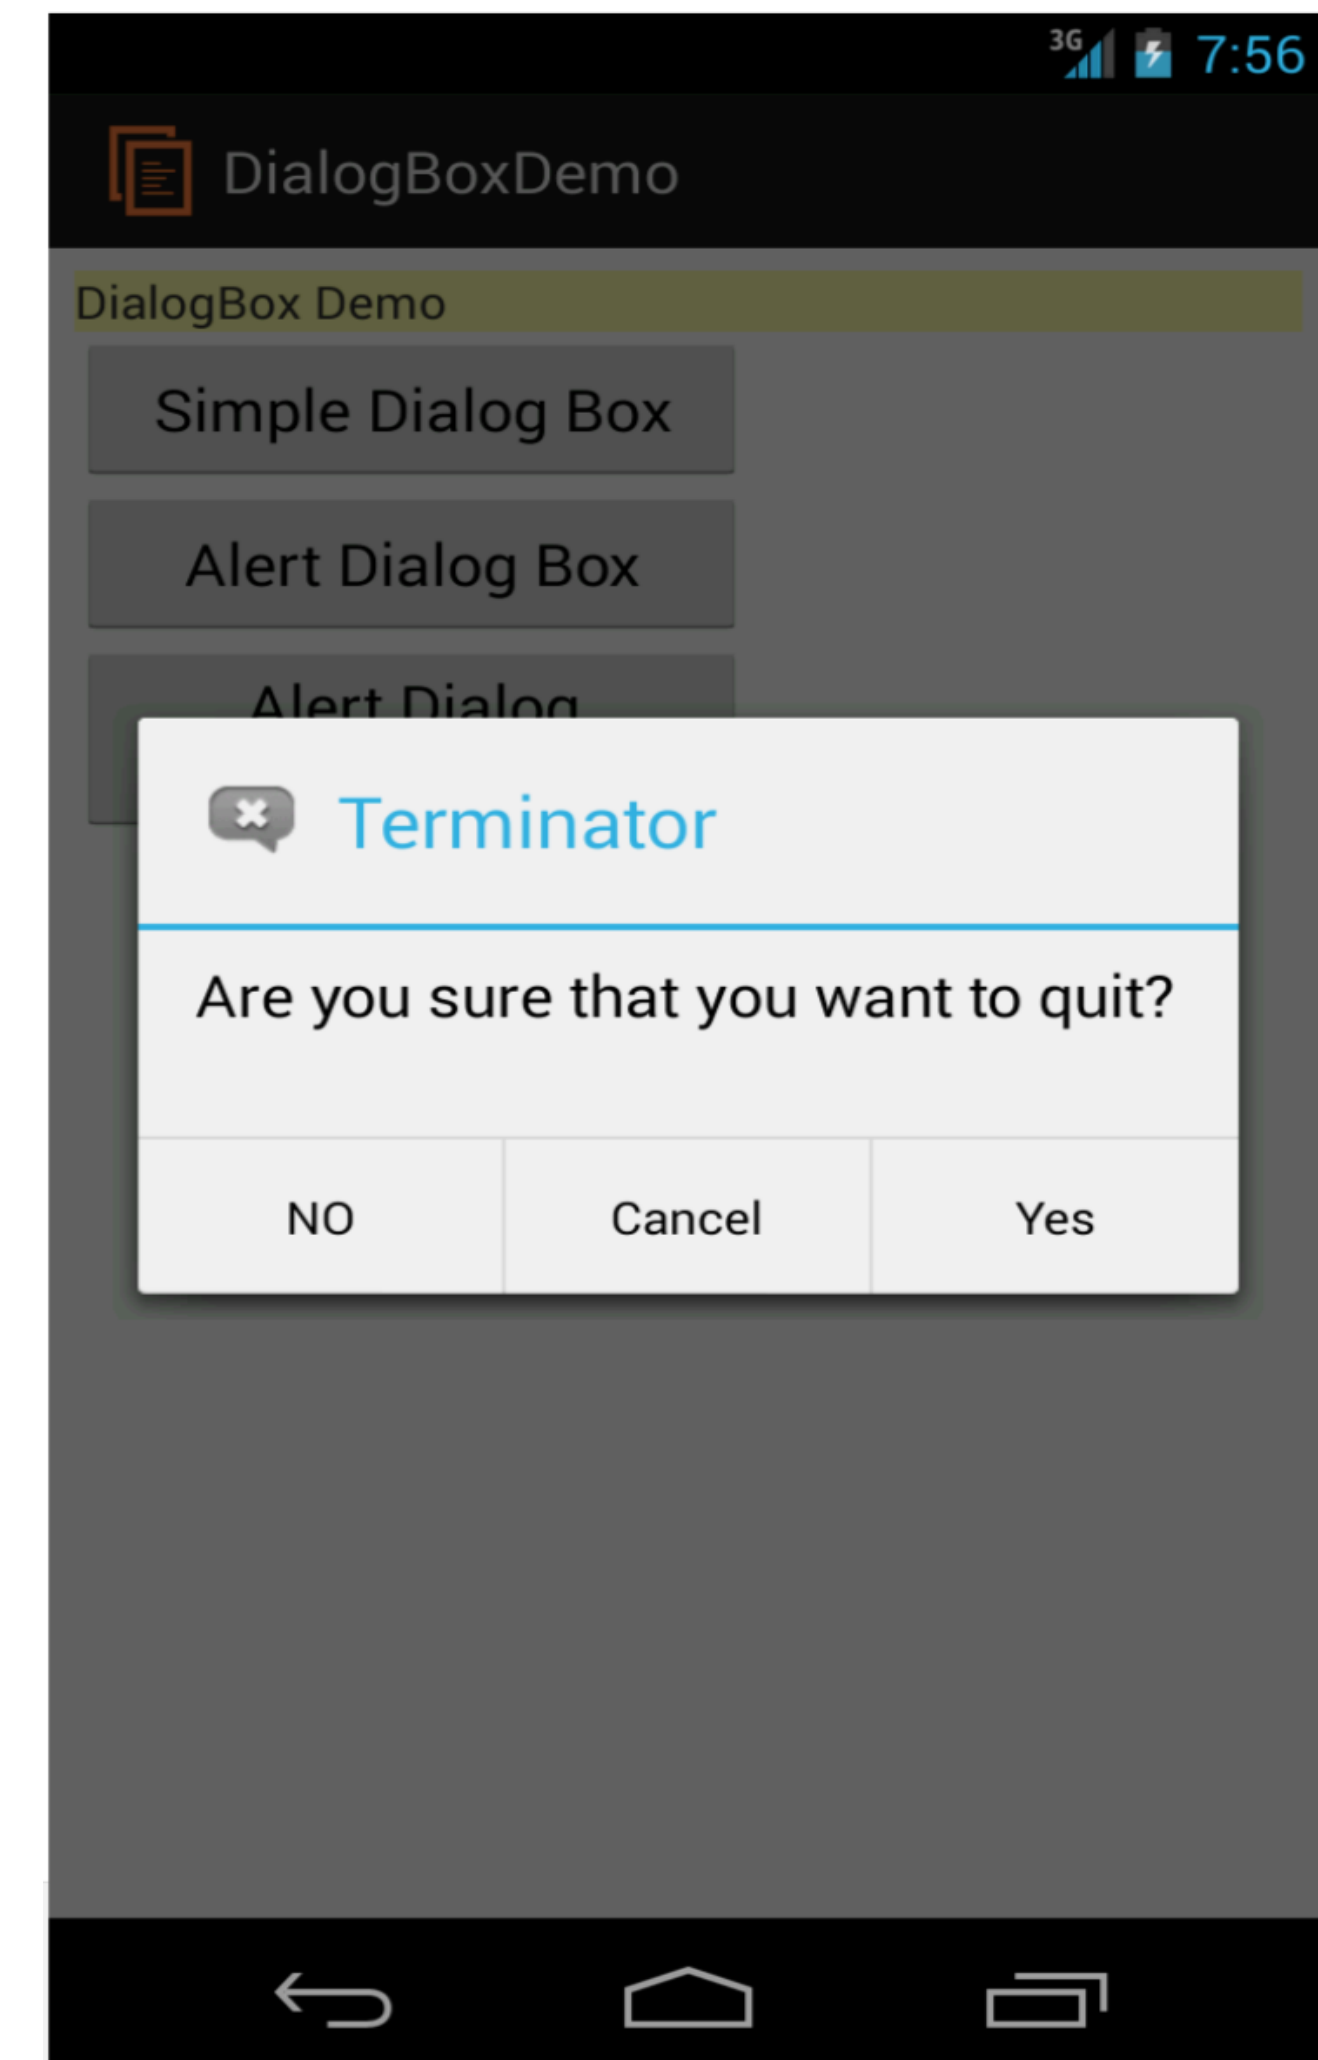 3G 7:56
DialogBoxDemo
DialogBox Demo
Simple Dialog Box
Alert Dialog Box
Alert Dialog
Terminator
Are you sure that you want to quit?
NO Cancel Yes